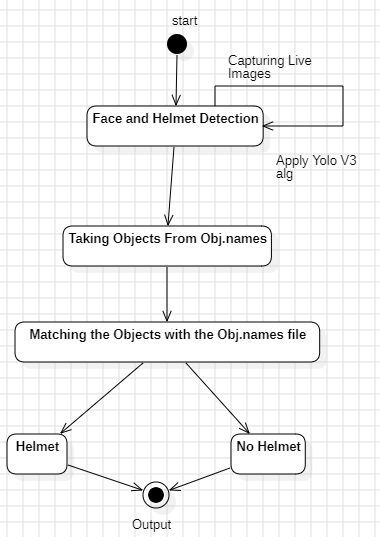 start
Capturing Live
Images
Face and Helmet Detection
Apply Yolo V3
alg
Taking Objects From Obj.names
Matching the Objects with the Obj.names file
Helmet
No Helmet
Output